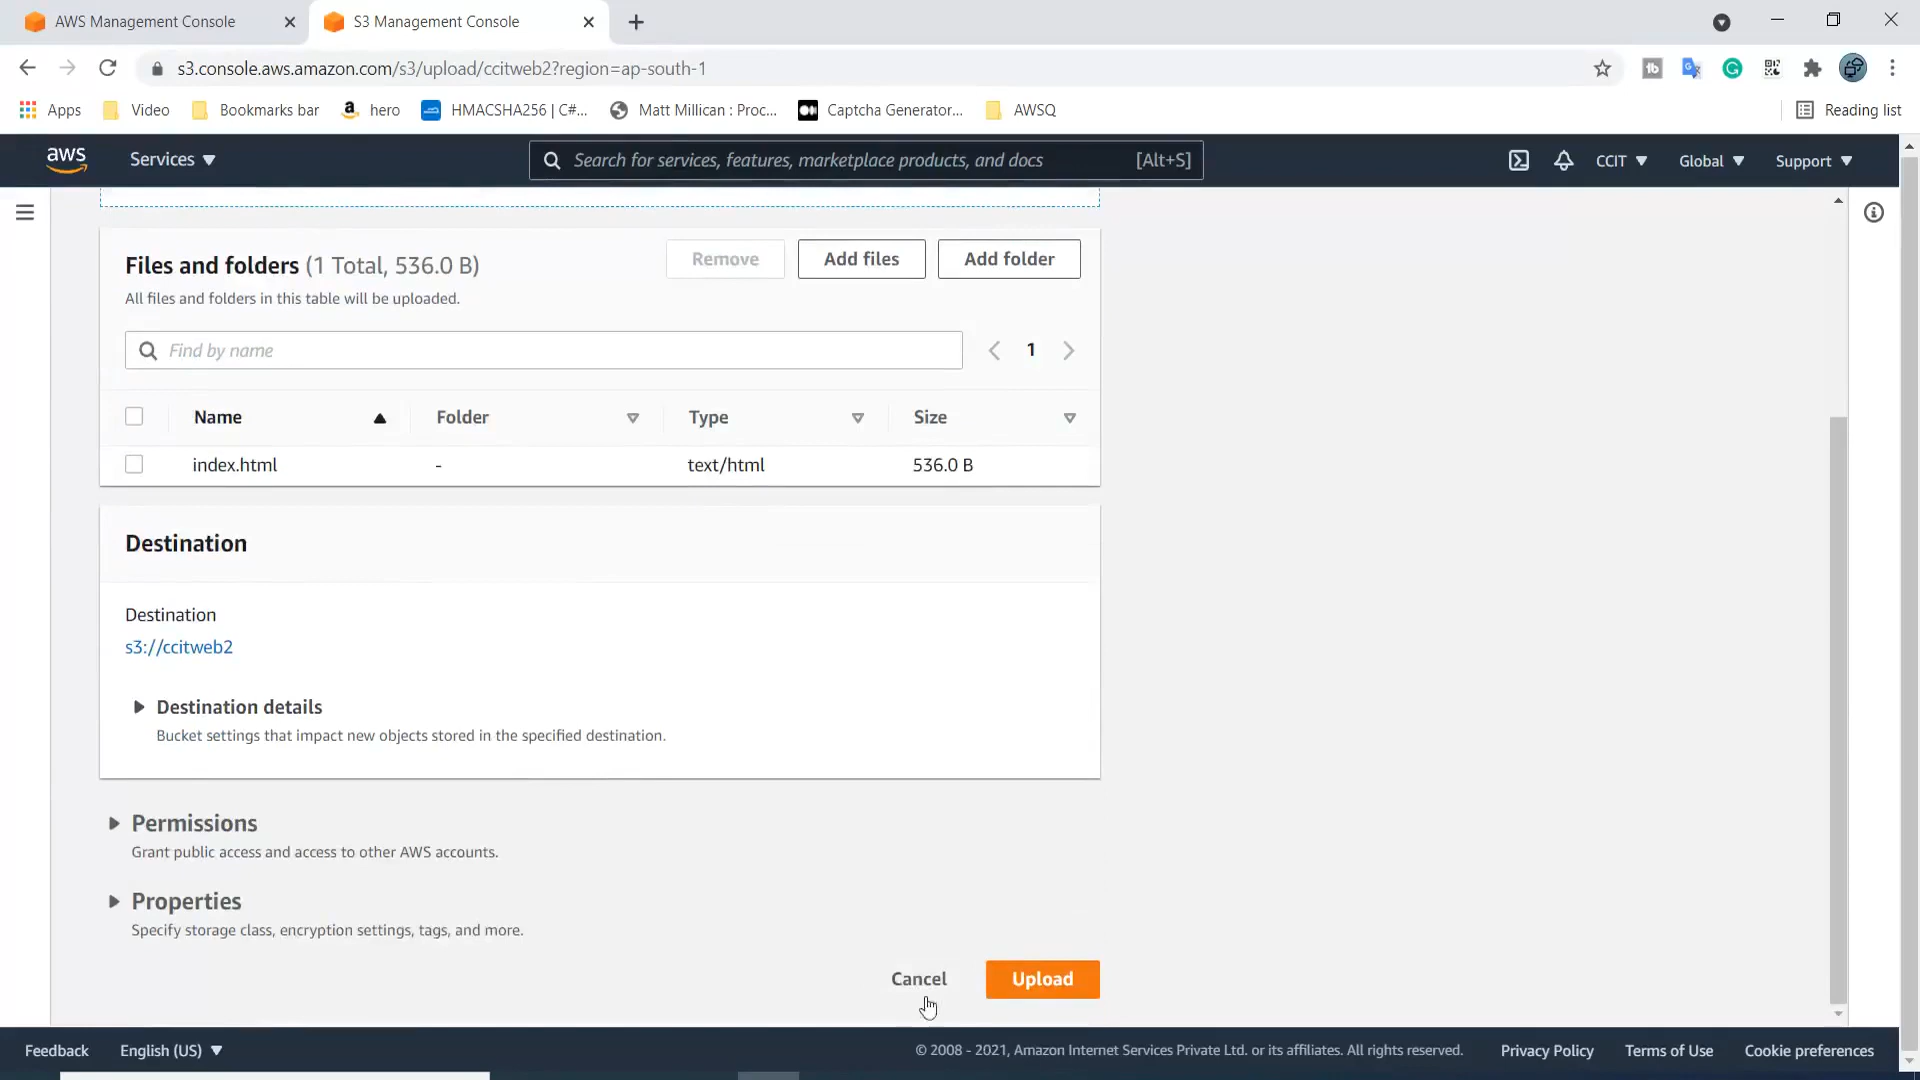 AWS Management Console
S3 Management Console
s3.console.aws.amazon.com/s3/upload/ccitweb2?region=ap-south-1
Apps
Video
Bookmarks bar
hero
HMACSHA256 | C#...
Matt Millican : Proc...
Captcha Generator...
AWSQ
Reading list
aws
Services
Search for services, features, marketplace products, and docs
[Alt+S]
CCIT
Global
Support
Files and folders (1 Total, 536.0 B)
Remove
Add files
Add folder
All files and folders in this table will be uploaded.
Find by name
1
Name
Folder
Type
Size
index.html
-
text/html
536.0 B
Destination
Destination
s3://ccitweb2
Destination details
Bucket settings that impact new objects stored in the specified destination.
Permissions
Grant public access and access to other AWS accounts.
Properties
Specify storage class, encryption settings, tags, and more.
Cancel
Upload
Feedback
English (US)
© 2008 - 2021, Amazon Internet Services Private Ltd. or its affiliates. All rights reserved.
Privacy Policy
Terms of Use
Cookie preferences